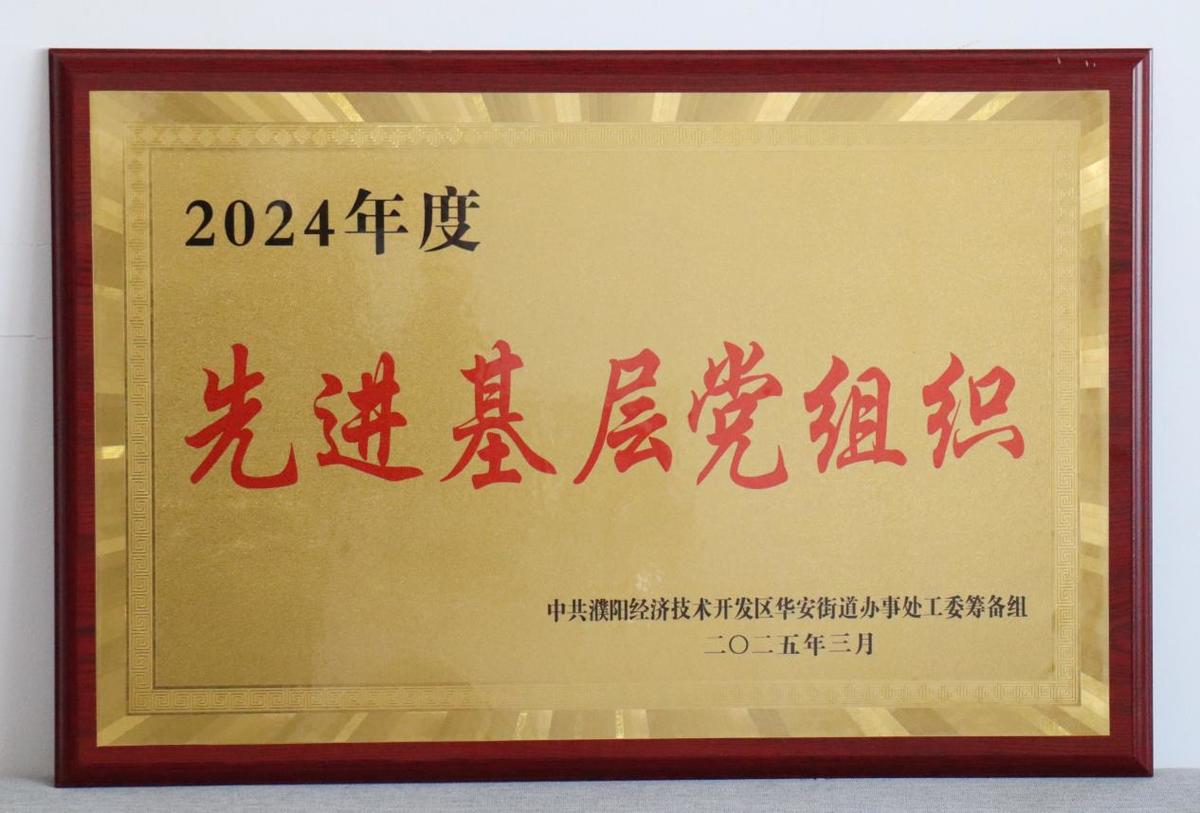 2024年度
先进基层党组织
中共濮阳经济技术开发区华安街道办事处工委筹备组
二〇二五年三月